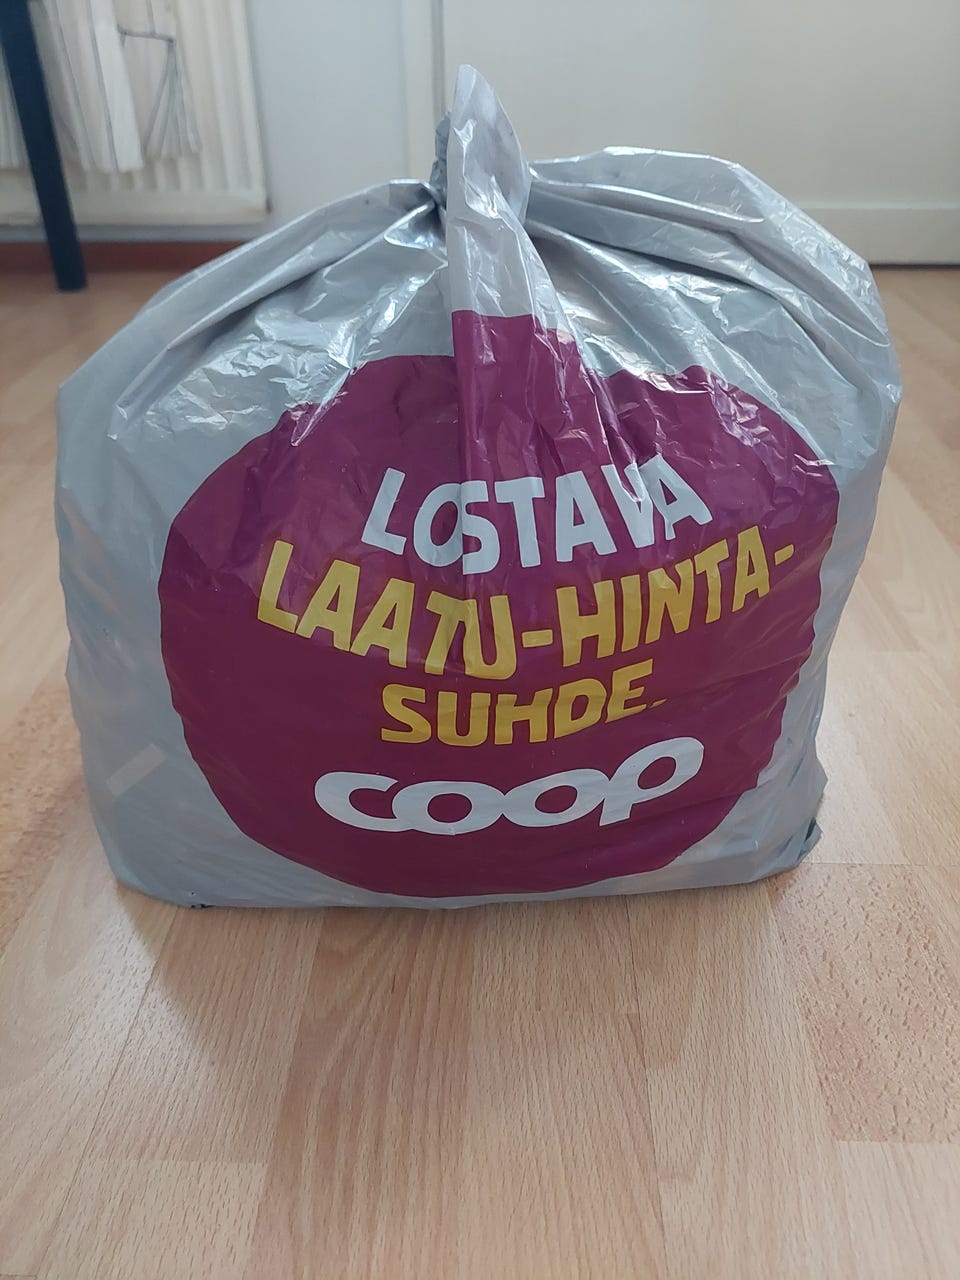 LOSTAVA
LAATU-HINTA-
SUHDE.
coop